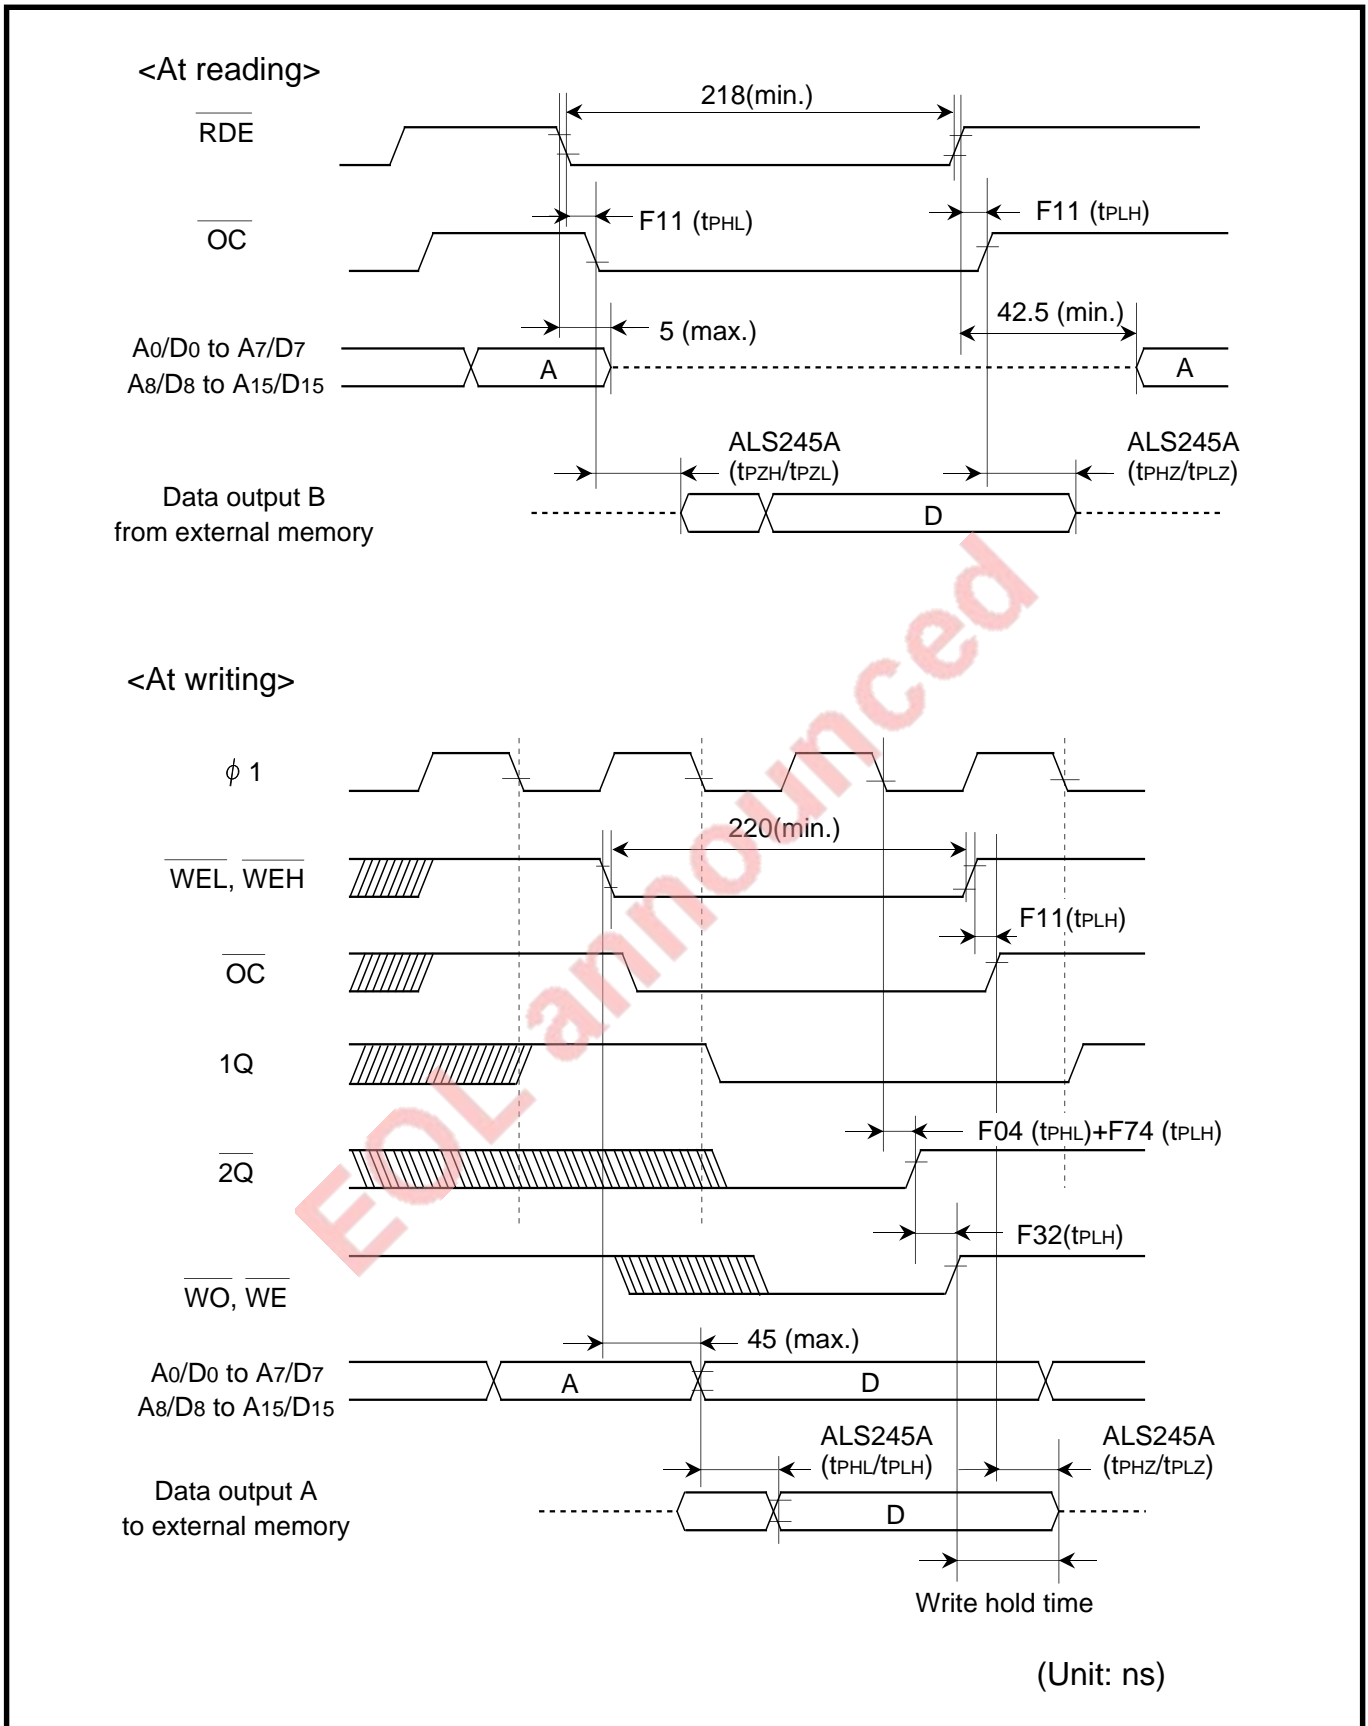 <At reading>
218(min.)
RDE
F11 (tPHL)
F11 (tPLH)
OC
5 (max.)
42.5 (min.)
A0/D0 to A7/D7
A8/D8 to A15/D15
A
A
ALS245A
(tPZH/tPZL)
ALS245A
(tPHZ/tPLZ)
Data output B
from external memory
D
<At writing>
ϕ 1
220(min.)
WEL, WEH
F11(tPLH)
OC
1Q
F04 (tPHL)+F74 (tPLH)
2Q
F32(tPLH)
WO, WE
45 (max.)
A0/D0 to A7/D7
A8/D8 to A15/D15
A
D
ALS245A
(tPHL/tPLH)
ALS245A
(tPHZ/tPLZ)
Data output A
to external memory
D
Write hold time
(Unit: ns)
EOL announced